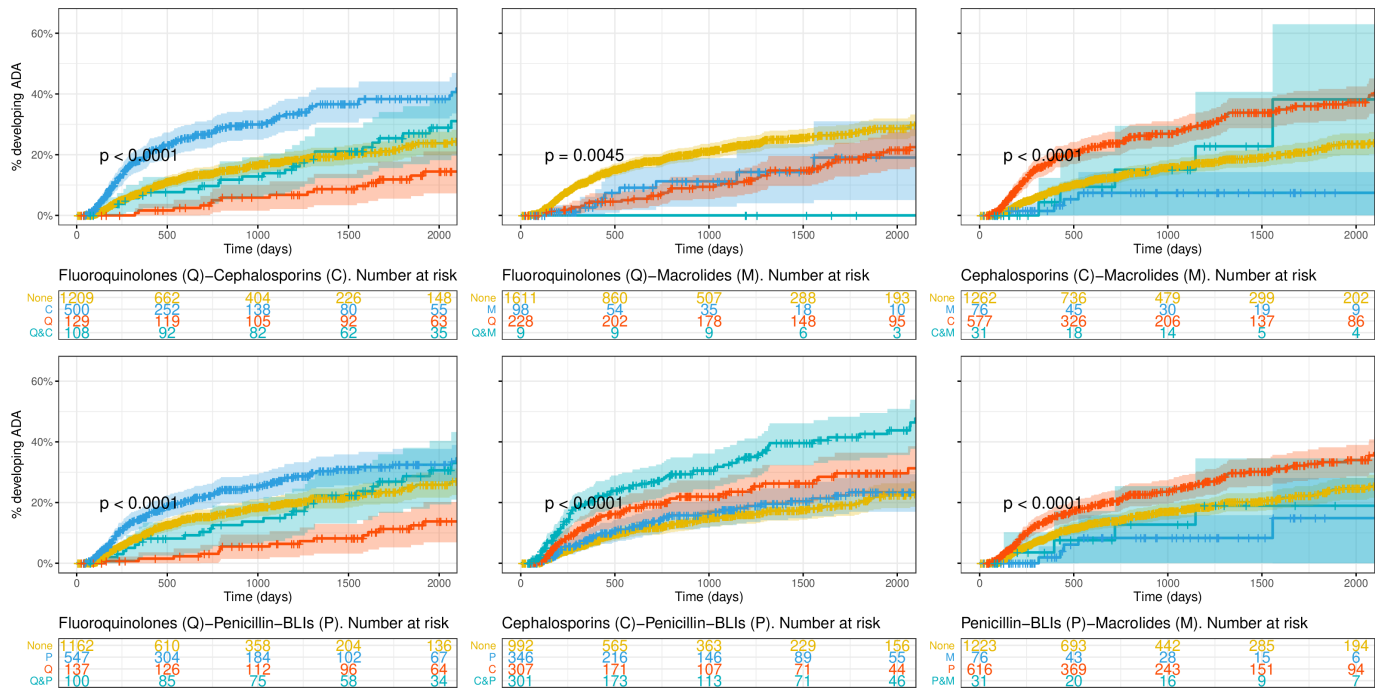 60%
40%
20%
0%
% developing ADA
p < 0.0001
0 500 1000 1500 2000
Time (days)
Fluoroquinolones (Q)−Cephalosporins (C). Number at risk
None 1209 662 404 226 148
C 500 252 138 80 55
Q 129 119 105 92 63
Q&C 108 92 82 62 35
p = 0.0045
0 500 1000 1500 2000
Time (days)
Fluoroquinolones (Q)−Macrolides (M). Number at risk
None 1611 860 507 288 193
M 98 54 35 18 10
Q 228 202 178 148 95
Q&M 9 9 9 6 3
p < 0.0001
0 500 1000 1500 2000
Time (days)
Cephalosporins (C)−Macrolides (M). Number at risk
None 1262 736 479 299 202
M 76 45 30 19 9
C 577 326 206 137 86
C&M 31 18 14 5 4
60%
40%
20%
0%
% developing ADA
p < 0.0001
0 500 1000 1500 2000
Time (days)
Fluoroquinolones (Q)−Penicillin−BLIs (P). Number at risk
None 1162 610 358 204 136
P 547 304 184 102 67
Q 137 126 112 96 64
Q&P 100 85 75 58 34
p < 0.0001
0 500 1000 1500 2000
Time (days)
Cephalosporins (C)−Penicillin−BLIs (P). Number at risk
None 992 565 363 229 156
P 346 216 146 89 55
C 307 171 107 71 44
C&P 301 173 113 71 46
p < 0.0001
0 500 1000 1500 2000
Time (days)
Penicillin−BLIs (P)−Macrolides (M). Number at risk
None 1223 693 442 285 194
M 76 43 28 15 6
P 616 369 243 151 94
P&M 31 20 16 9 7